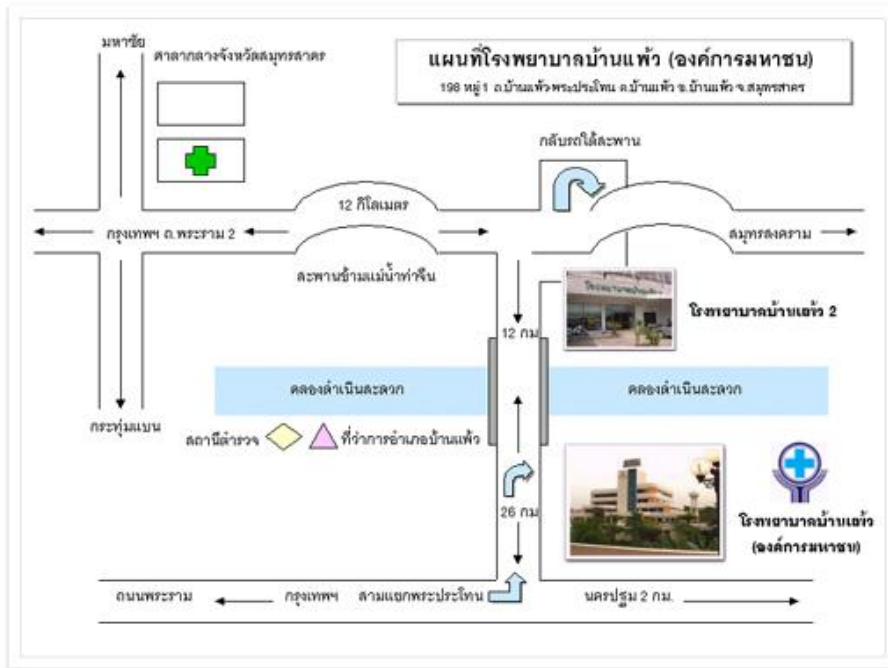 มหาชัย
ศาลากลางจังหวัดสมุทรสาคร
แผนที่โรงพยาบาลบ้านแพ้ว (องค์การมหาชน)
198 หมู่ 1 ถ.บ้านแพ้ว-พระประโทน ต.บ้านแพ้ว อ.บ้านแพ้ว จ.สมุทรสาคร
กลับรถใต้สะพาน
12 กิโลเมตร
กรุงเทพฯ ถ.พระราม 2
สมุทรสงคราม
สะพานข้ามแม่น้ำท่าจีน
โรงพยาบาลบ้านแพ้ว 2
12 กม
คลองดำเนินสะดวก
คลองดำเนินสะดวก
กระทุ่มแบน
สถานีตำรวจ
ที่ว่าการอำเภอบ้านแพ้ว
26 กม
โรงพยาบาลบ้านแพ้ว
(องค์การมหาชน)
ถนนพระราม
กรุงเทพฯ
สามแยกพระประโทน
นครปฐม 2 กม.